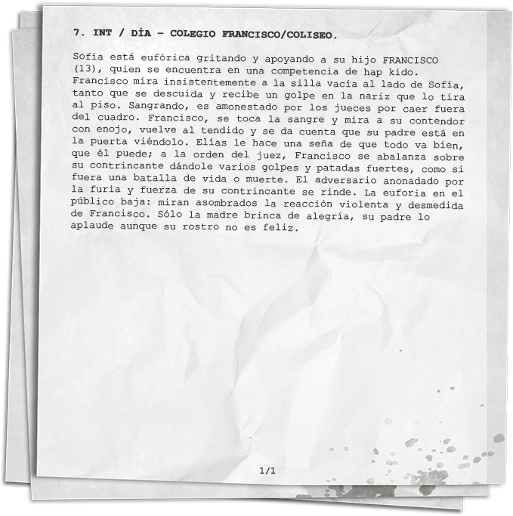 7. INT / DÍA – COLEGIO FRANCISCO/COLISEO.
Sofía está eufórica gritando y apoyando a su hijo FRANCISCO
(13), quien se encuentra en una competencia de hap kido.
Francisco mira insistentemente a la silla vacía al lado de Sofía,
tanto que se descuida y recibe un golpe en la nariz que lo tira
al piso. Sangrando, es amonestado por los jueces por caer fuera
del cuadro. Francisco, se toca la sangre y mira a su contendor
con enojo, vuelve al tendido y se da cuenta que su padre está en
la puerta viéndolo. Elías le hace una seña de que todo va bien,
que él puede; a la orden del juez, Francisco se abalanza sobre
su contrincante dándole varios golpes y patadas fuertes, como si
fuera una batalla de vida o muerte. El adversario anonadado por
la furia y fuerza de su contrincante se rinde. La euforia en el
público baja: miran asombrados la reacción violenta y desmedida
de Francisco. Sólo la madre brinca de alegría, su padre lo
aplaude aunque su rostro no es feliz.
1/1